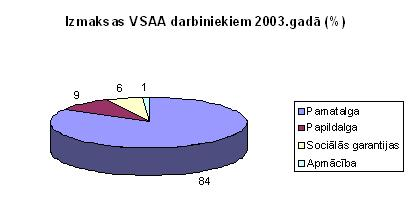 Izmaksas VSAA darbiniekiem 2003.gadā (%)
1
6
9
84
Pamatalga
Papildalga
Sociālās garantijas
Apmācība